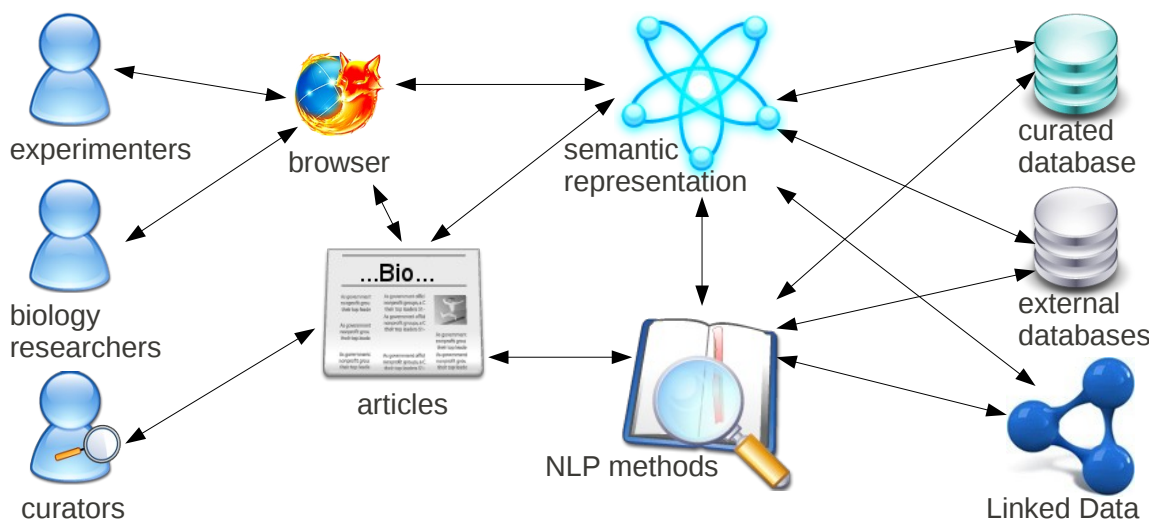 experimenters
browser
semantic
representation
curated
database
biology
researchers
...Bio...
external
databases
articles
NLP methods
curators
Linked Data